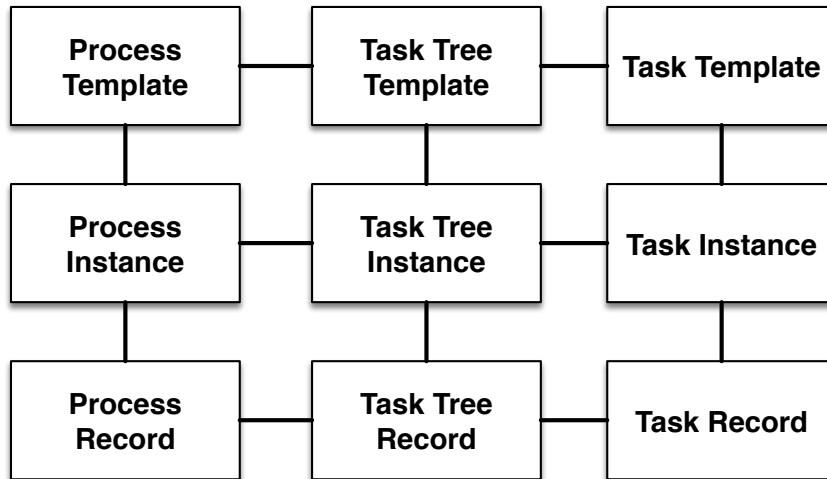 Process
Template
Task Tree
Template
Task Template
Process
Instance
Task Tree
Instance
Task Instance
Process
Record
Task Tree
Record
Task Record